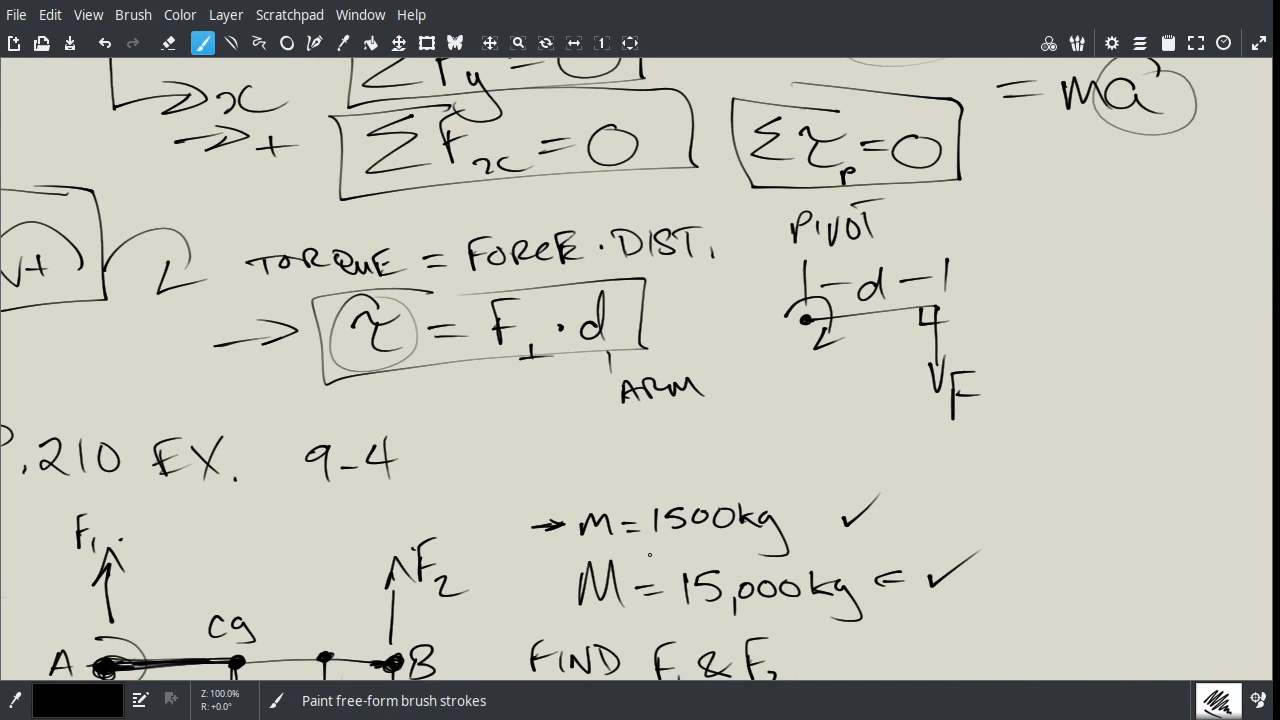 File Edit View Brush Color Layer Scratchpad Window Help
ΣFy = 0
= ma
x
+
ΣFx = 0
Στp = 0
PIVOT
TORQUE = FORCE · DIST.
d
τ = F⊥ · d
ARM
F
P.210 EX. 9-4
m = 1500kg ✓
M = 15,000kg ✓
F1
F2
cg
A
B
FIND F1 & F2
Z: 100.0%
R: +0.0°
Paint free-form brush strokes